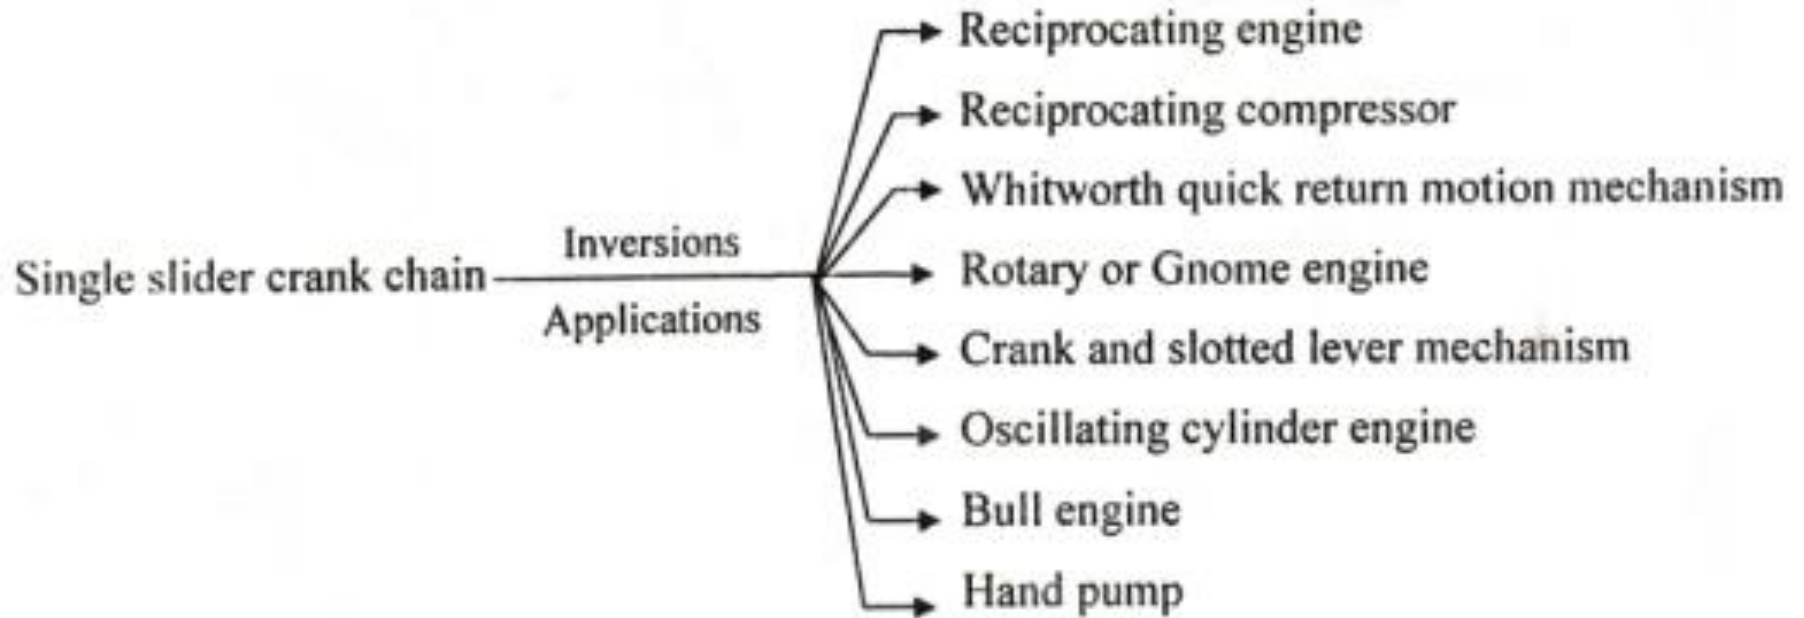 Reciprocating engine
Reciprocating compressor
Whitworth quick return motion mechanism
Inversions
Single slider crank chain
Rotary or Gnome engine
Applications
Crank and slotted lever mechanism
Oscillating cylinder engine
Bull engine
Hand pump